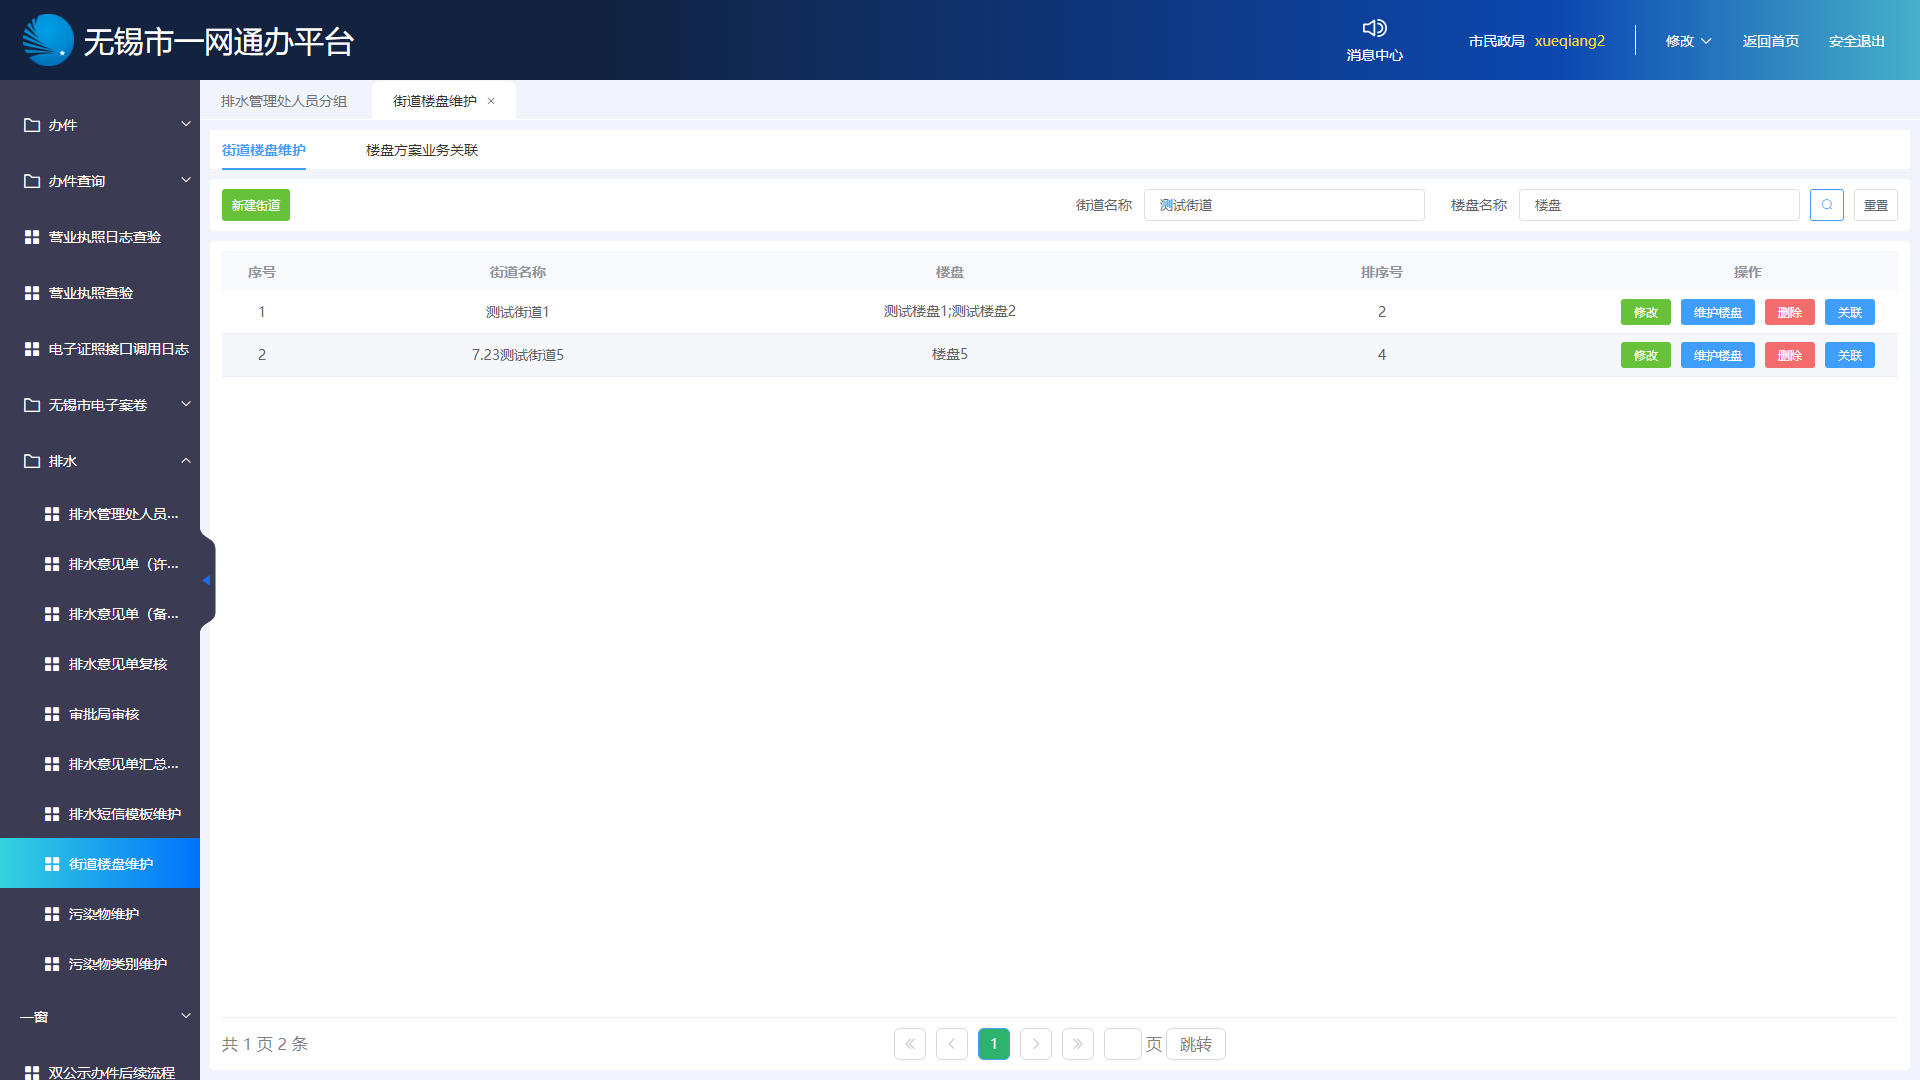 无锡市一网通办平台
消息中心
市民政局 xueqiang2
修改
返回首页
安全退出
办件
办件查询
营业执照日志查验
营业执照查验
电子证照接口调用日志
无锡市电子案卷
排水
排水管理处人员...
排水意见单（许...
排水意见单（备...
排水意见单复核
审批局审核
排水意见单汇总...
排水短信模板维护
街道楼盘维护
污染物维护
污染物类别维护
一窗
双公示办件后续流程
排水管理处人员分组 街道楼盘维护 ×
街道楼盘维护 楼盘方案业务关联
新建街道 街道名称 测试街道 楼盘名称 楼盘 重置
序号 街道名称 楼盘 排序号 操作
1 测试街道1 测试楼盘1;测试楼盘2 2 修改 维护楼盘 删除 关联
2 7.23测试街道5 楼盘5 4 修改 维护楼盘 删除 关联
共 1 页 2 条 1 页 跳转